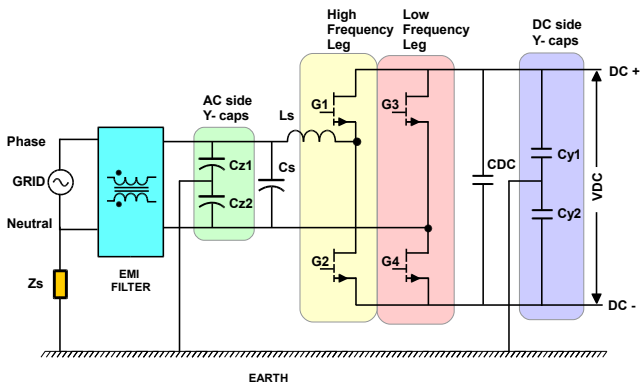 High
Frequency
Leg
Low
Frequency
Leg
DC side
Y- caps
DC +
AC side
Y- caps
Ls
G1
G3
Phase
Cz1
Cs
CDC
Cy1
VDC
GRID
Cz2
Cy2
Neutral
G2
G4
Zs
EMI
FILTER
DC -
EARTH